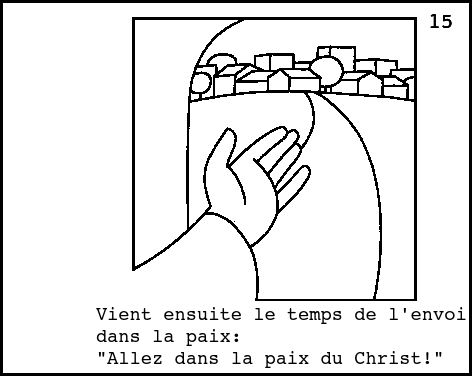 15
Vient ensuite le temps de l'envoi
dans la paix:
"Allez dans la paix du Christ!"